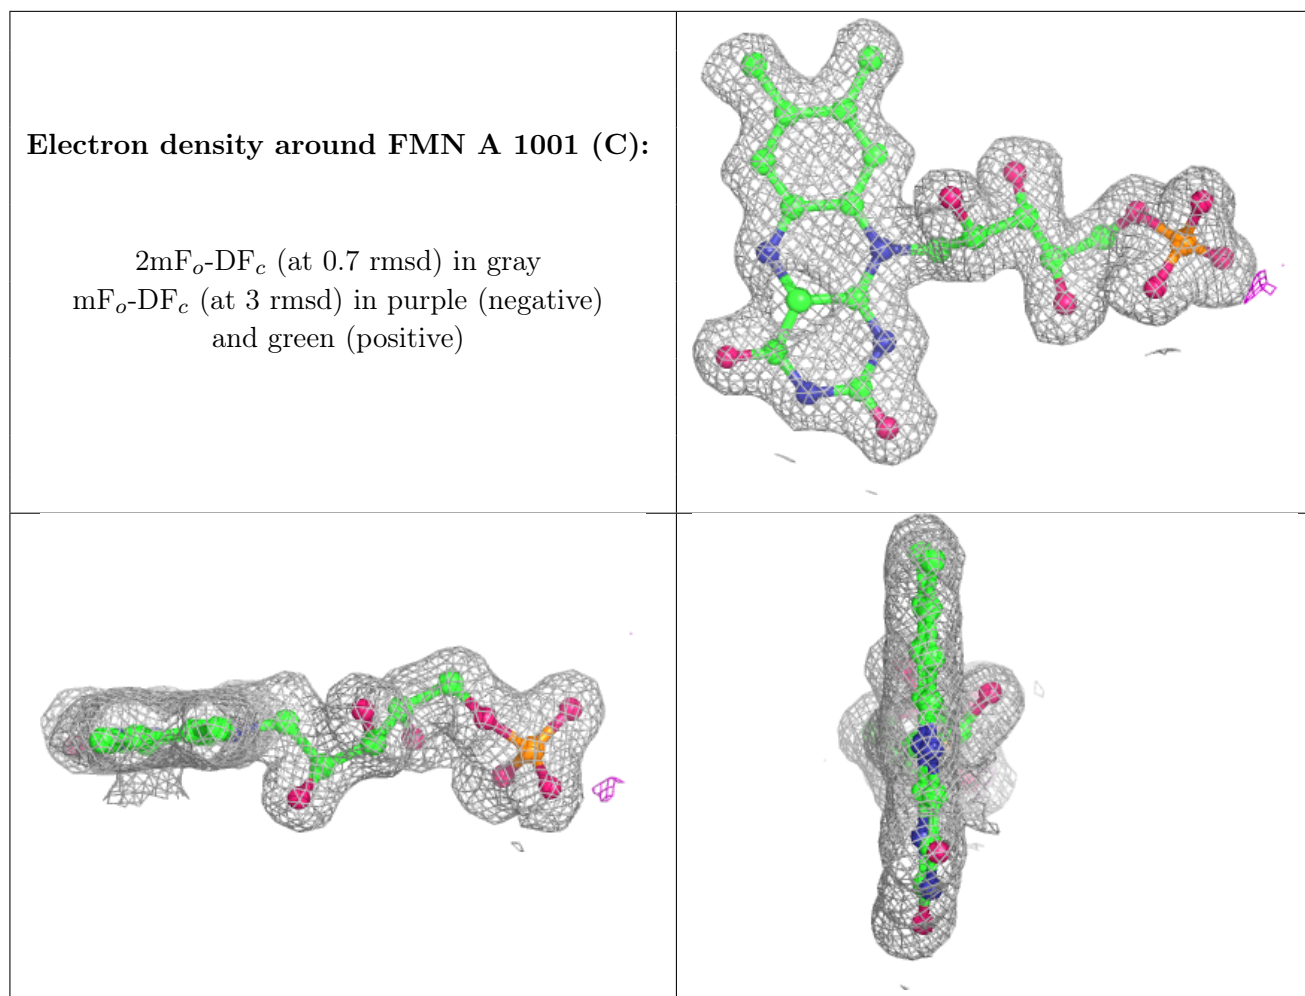 Electron density around FMN A 1001 (C):
2mFo-DFc (at 0.7 rmsd) in gray
mFo-DFc (at 3 rmsd) in purple (negative)
and green (positive)